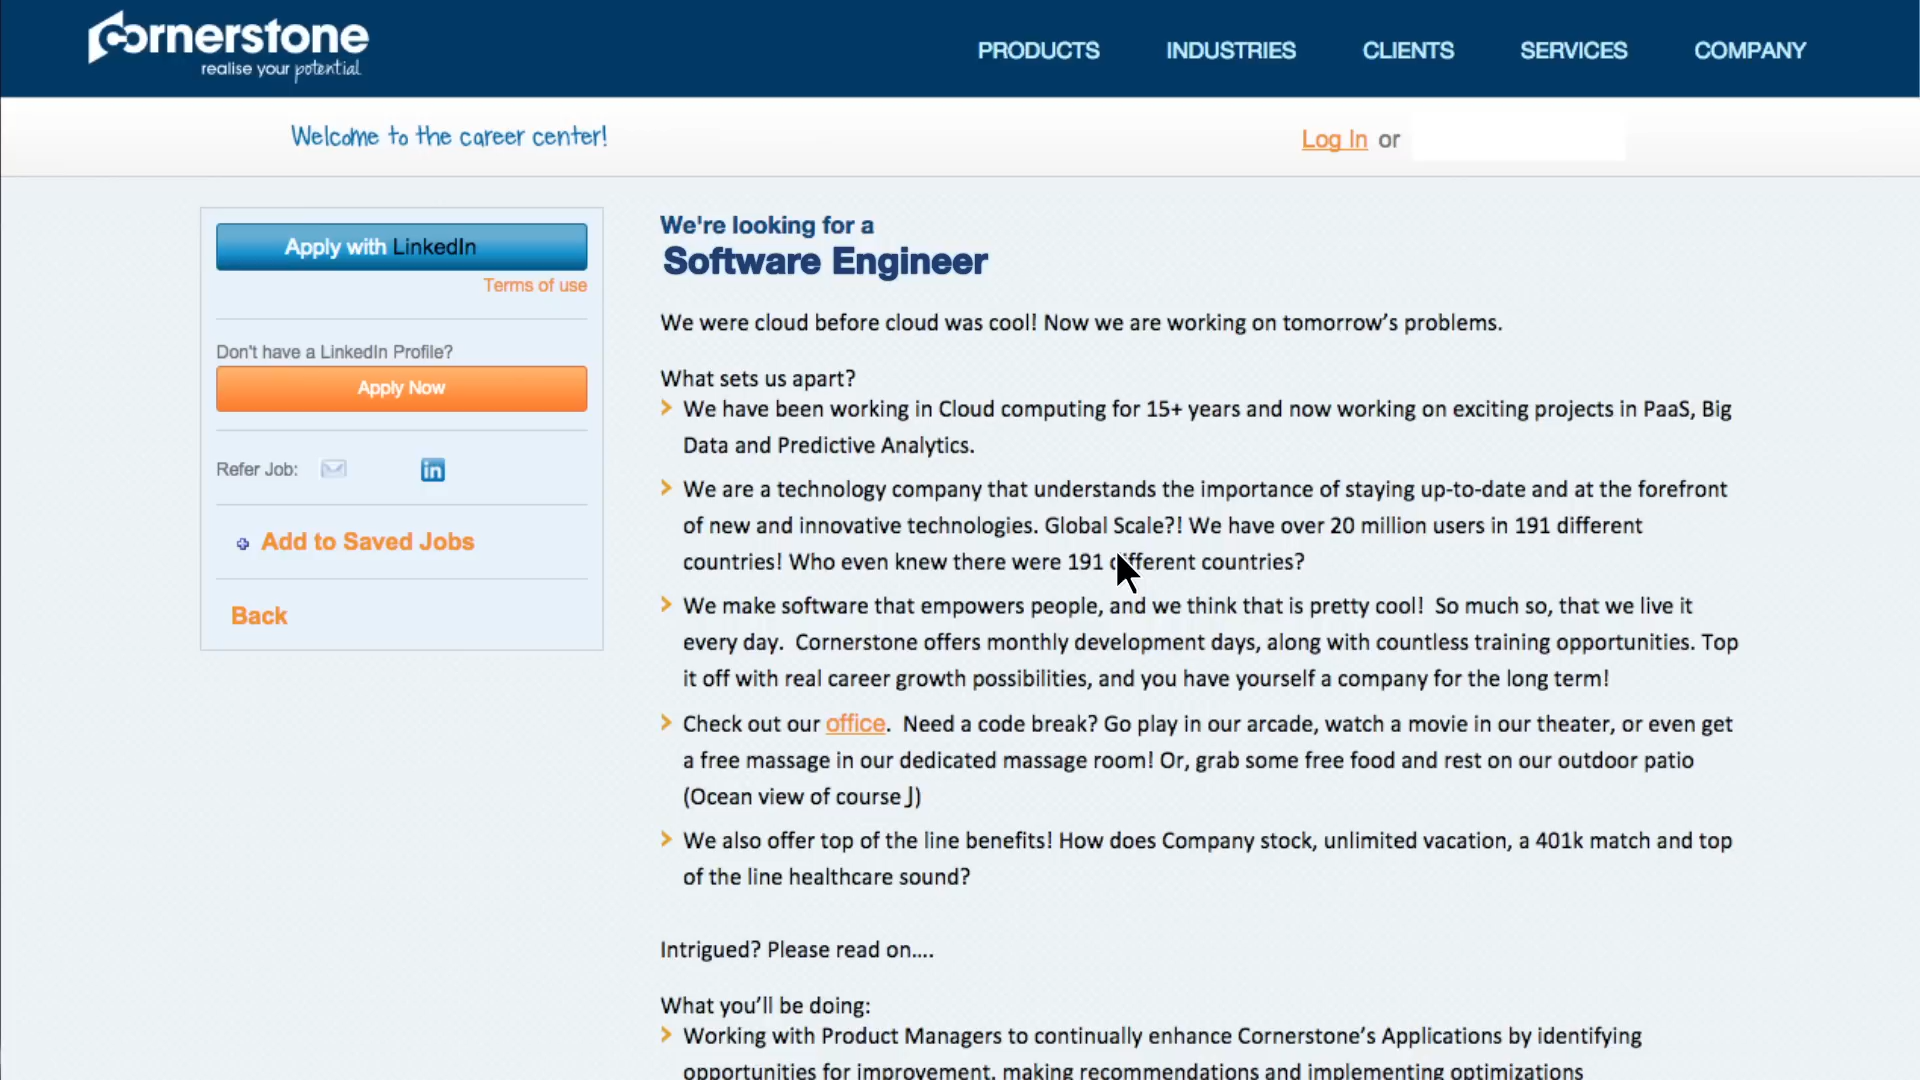 Cornerstone
realise your potential
PRODUCTS INDUSTRIES CLIENTS SERVICES COMPANY
Welcome to the career center!
Log In or
Apply with LinkedIn
Terms of use
Don't have a LinkedIn Profile?
Apply Now
Refer Job:
in
Add to Saved Jobs
Back
We're looking for a
Software Engineer
We were cloud before cloud was cool! Now we are working on tomorrow’s problems.
What sets us apart?
We have been working in Cloud computing for 15+ years and now working on exciting projects in PaaS, Big
Data and Predictive Analytics.
We are a technology company that understands the importance of staying up-to-date and at the forefront
of new and innovative technologies. Global Scale?! We have over 20 million users in 191 different
countries! Who even knew there were 191 different countries?
We make software that empowers people, and we think that is pretty cool!  So much so, that we live it
every day.  Cornerstone offers monthly development days, along with countless training opportunities. Top
it off with real career growth possibilities, and you have yourself a company for the long term!
Check out our office.  Need a code break? Go play in our arcade, watch a movie in our theater, or even get
a free massage in our dedicated massage room! Or, grab some free food and rest on our outdoor patio
(Ocean view of course J)
We also offer top of the line benefits! How does Company stock, unlimited vacation, a 401k match and top
of the line healthcare sound?
Intrigued? Please read on....
What you’ll be doing:
Working with Product Managers to continually enhance Cornerstone’s Applications by identifying
opportunities for improvement, making recommendations and implementing optimizations